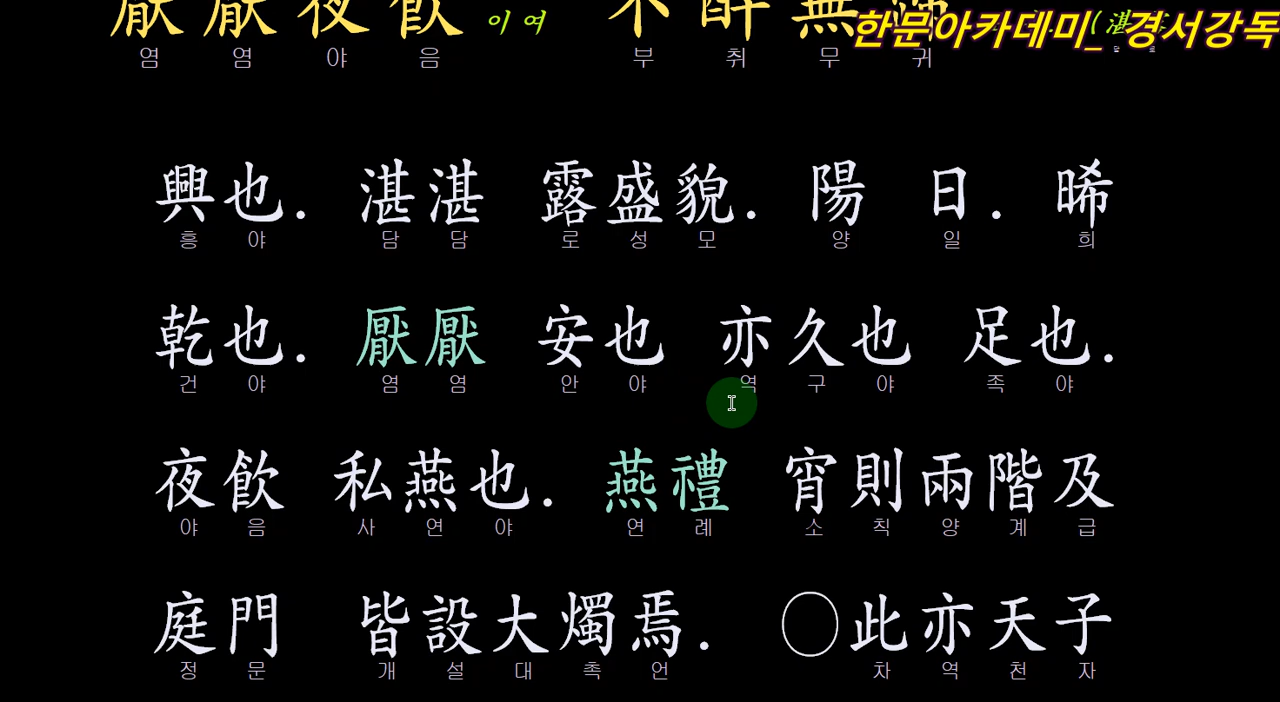 厭厭夜飮 이여 不醉無歸
한문아카데미_ 경서강독
염 염 야 음 부 취 무 귀
興也. 湛湛 露盛貌. 陽 日. 晞
흥 야 담 담 로 성 모 양 일 희
乾也. 厭厭 安也 亦久也 足也.
건 야 염 염 안 야 역 구 야 족 야
夜飮 私燕也. 燕禮 宵則兩階及
야 음 사 연 야 연 례 소 칙 양 계 급
庭門 皆設大燭焉. ○此亦天子
정 문 개 설 대 촉 언 차 역 천 자